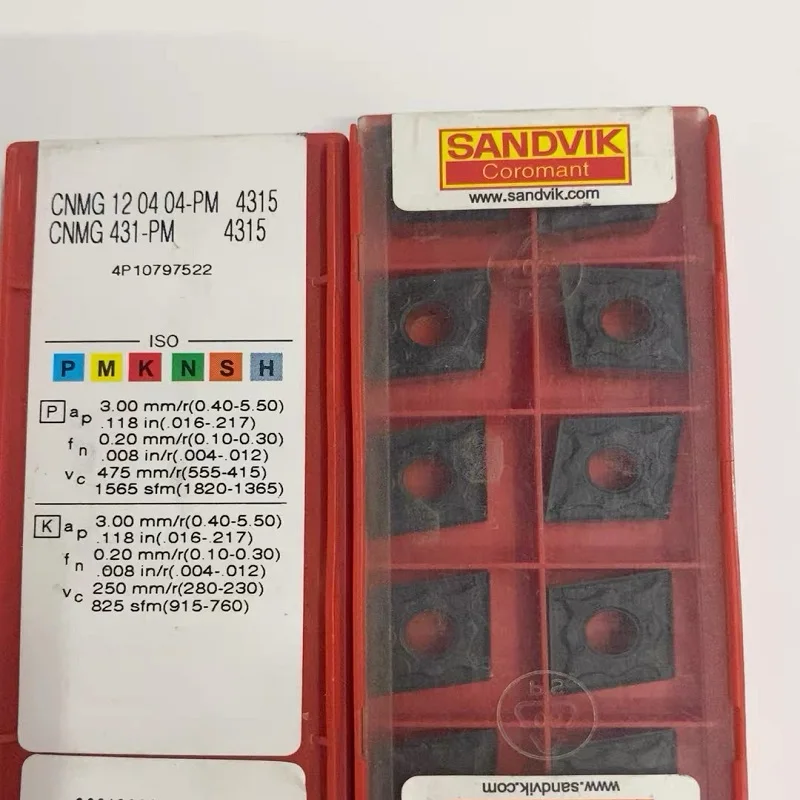 CNMG 12 04 04-PM 4315
CNMG 431-PM 4315
4P10797522
ISO
P M K N S H
P ap 3.00 mm/r(0.40-5.50)
.118 in(.016-.217)
fn 0.20 mm/r(0.10-0.30)
.008 in/r(.004-.012)
vc 475 mm/r(555-415)
1565 sfm(1820-1365)
K ap 3.00 mm/r(0.40-5.50)
.118 in(.016-.217)
fn 0.20 mm/r(0.10-0.30)
.608 in/r(.004-.012)
vc 250 mm/r(280-230)
825 sfm(915-760)
SANDVIK
Coromant
www.sandvik.com
PS
www.sandvik.com